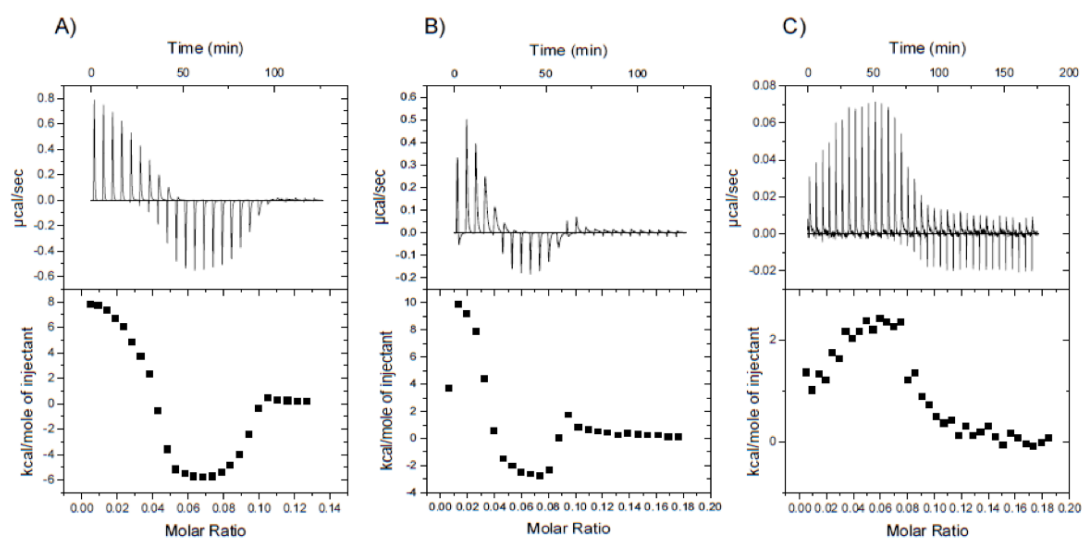 A)
Time (min)
0 50 100
0.8
0.6
0.4
0.2
0.0
-0.2
-0.4
-0.6
µcal/sec
8
6
4
2
0
-2
-4
-6
kcal/mole of injectant
0.00 0.02 0.04 0.06 0.08 0.10 0.12 0.14
Molar Ratio
B)
Time (min)
0 50 100
0.6
0.5
0.4
0.3
0.2
0.1
0.0
-0.1
-0.2
µcal/sec
10
8
6
4
2
0
-2
-4
kcal/mole of injectant
0.00 0.02 0.04 0.06 0.08 0.10 0.12 0.14 0.16 0.18 0.20
Molar Ratio
C)
Time (min)
0 50 100 150 200
0.08
0.06
0.04
0.02
0.00
-0.02
µcal/sec
2
0
kcal/mole of injectant
0.00 0.02 0.04 0.06 0.08 0.10 0.12 0.14 0.16 0.18 0.20
Molar Ratio